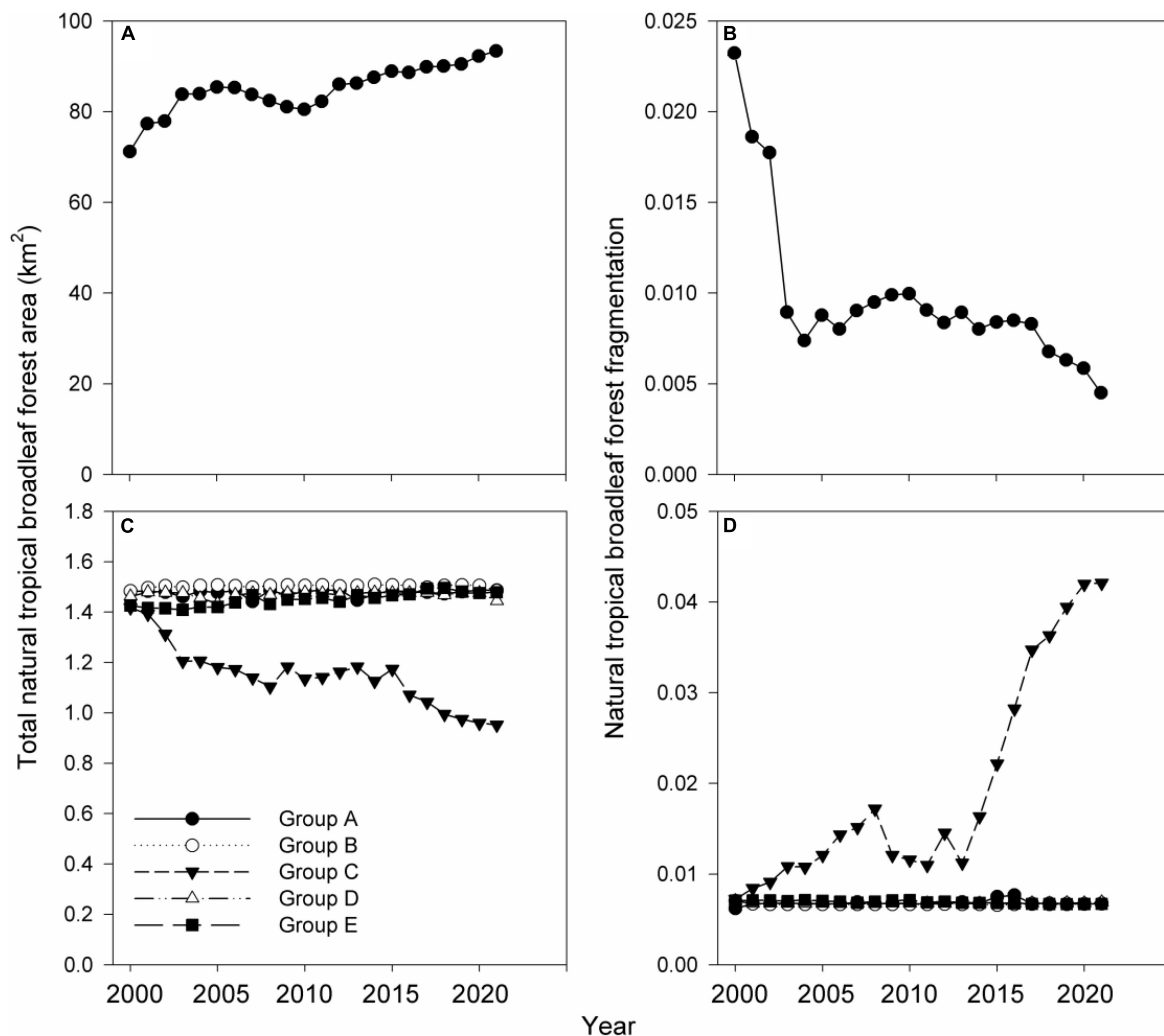 Total natural tropical broadleaf forest area (km²)
Natural tropical broadleaf forest fragmentation
A
100
80
60
40
20
0
B
0.025
0.020
0.015
0.010
0.005
0.000
C
1.8
1.6
1.4
1.2
1.0
0.8
0.6
0.4
0.2
0.0
Group A
Group B
Group C
Group D
Group E
2000 2005 2010 2015 2020
D
0.05
0.04
0.03
0.02
0.01
0.00
2000 2005 2010 2015 2020
Year